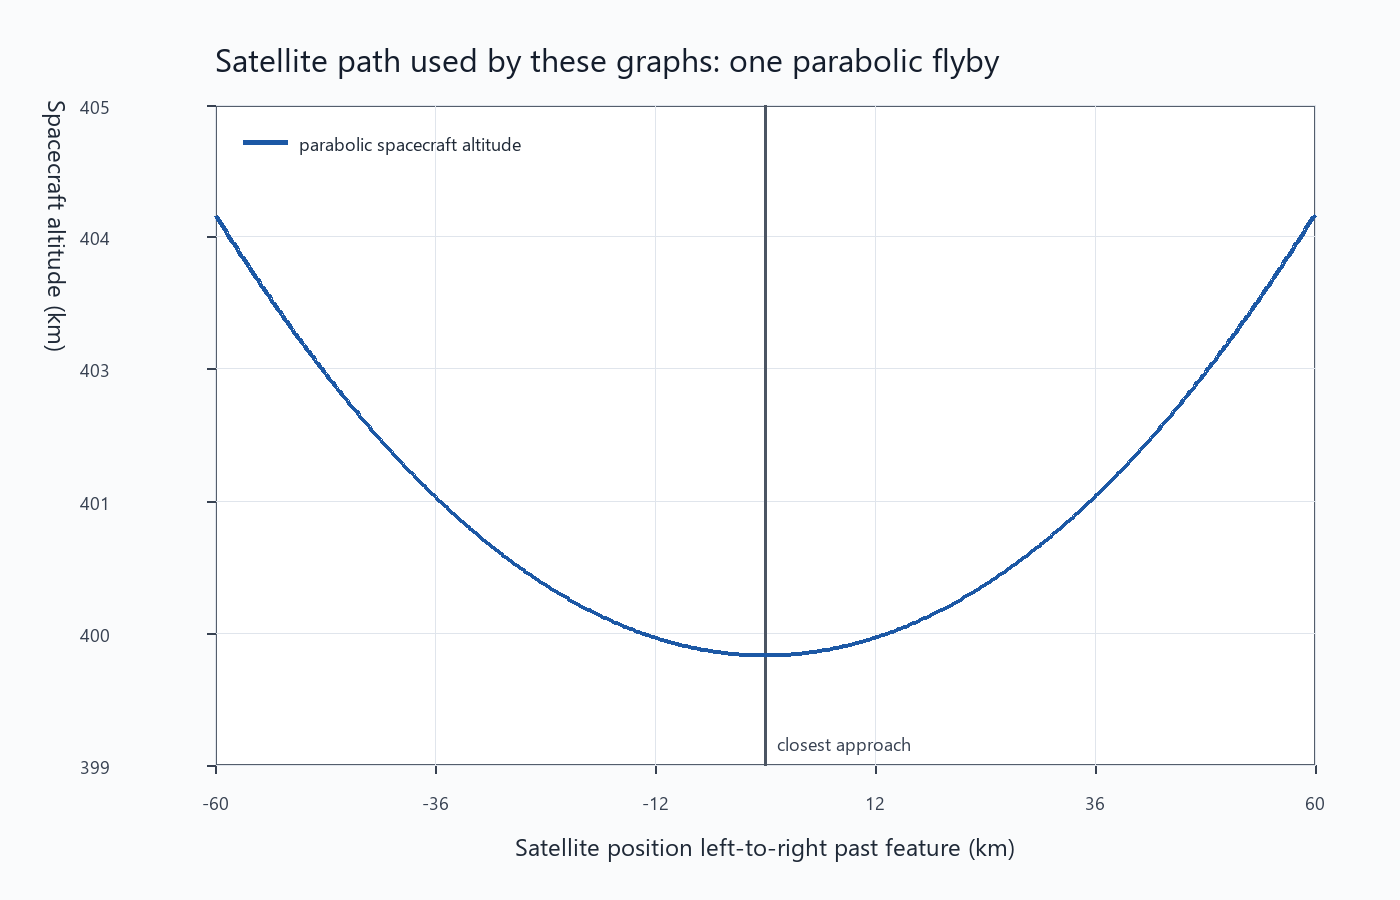 Satellite path used by these graphs: one parabolic flyby
Spacecraft altitude (km)
parabolic spacecraft altitude
405
404
403
401
400
399
closest approach
-60
-36
-12
12
36
60
Satellite position left-to-right past feature (km)